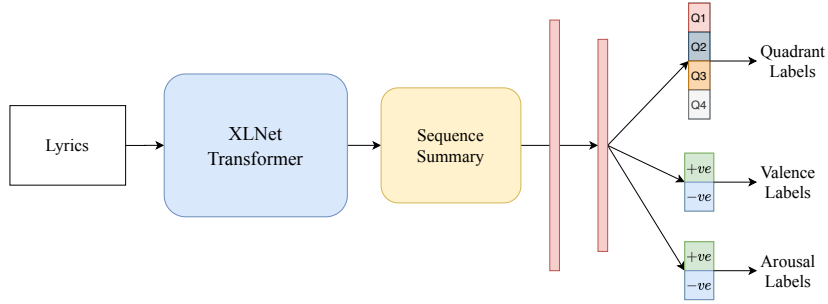 Lyrics
XLNet
Transformer
Sequence
Summary
Q1
Q2
Q3
Q4
Quadrant
Labels
+ve
−ve
Valence
Labels
+ve
−ve
Arousal
Labels